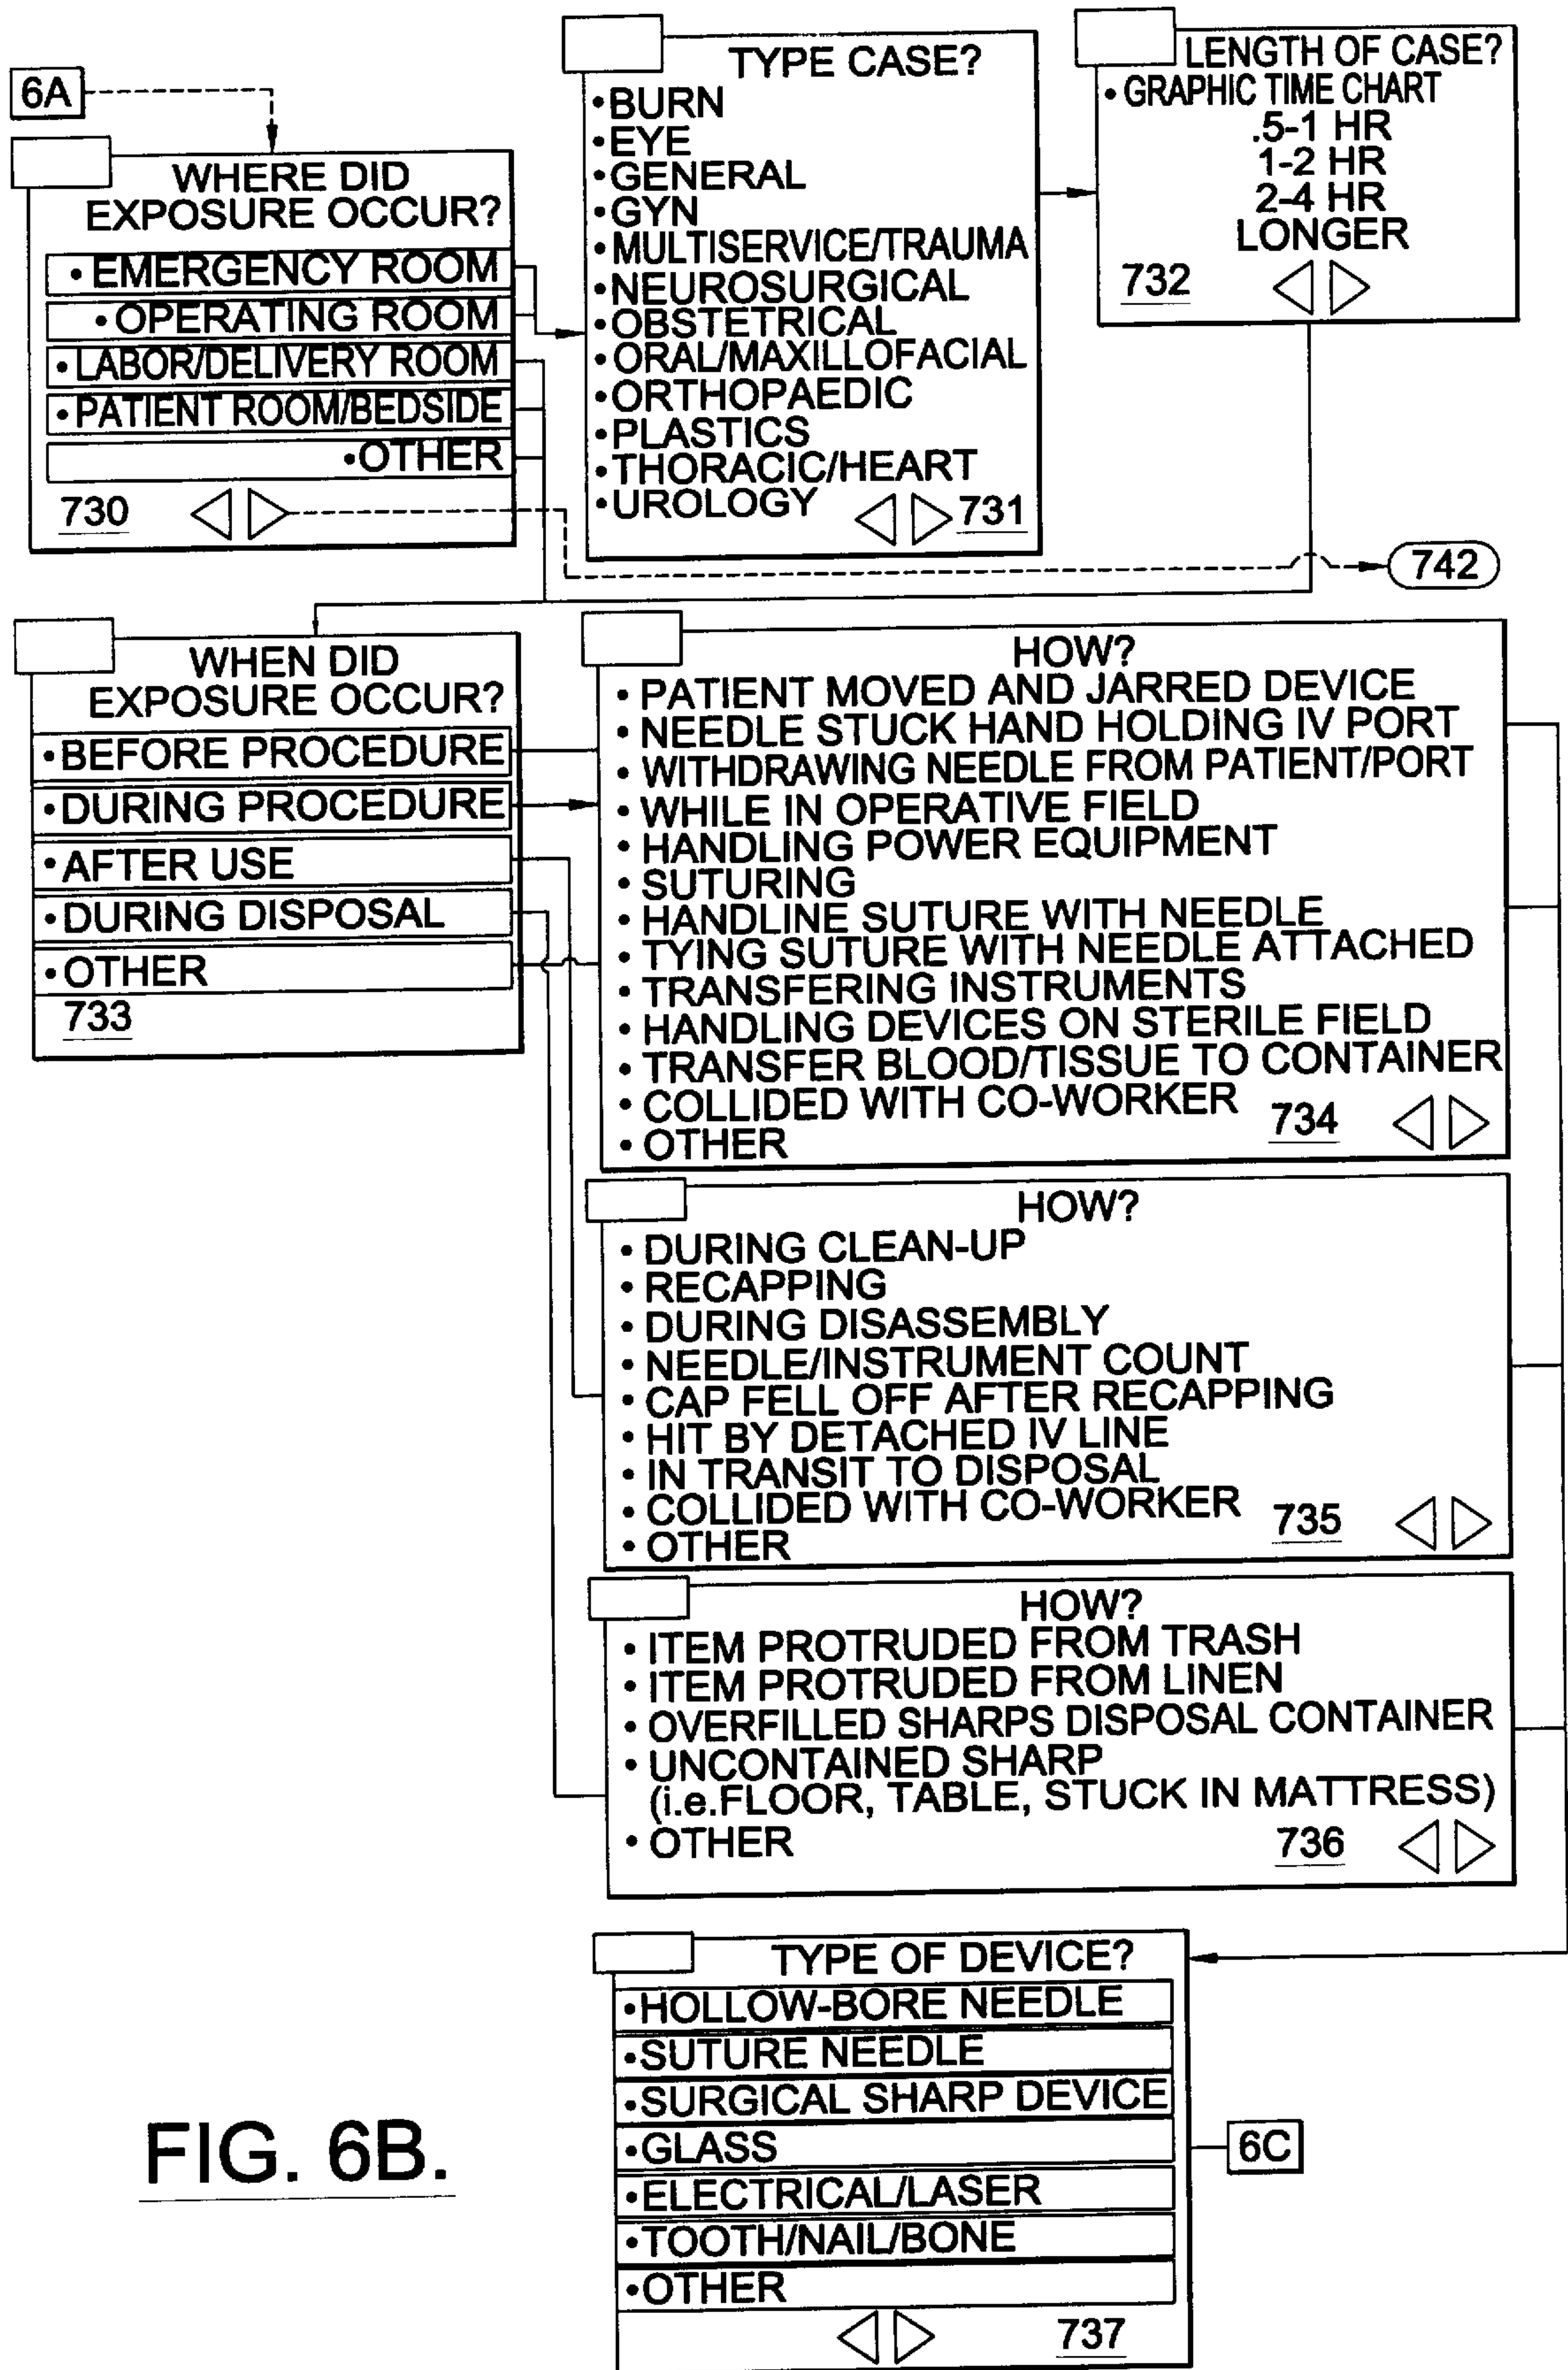 6A
WHERE DID
EXPOSURE OCCUR?
• EMERGENCY ROOM
• OPERATING ROOM
• LABOR/DELIVERY ROOM
• PATIENT ROOM/BEDSIDE
• OTHER
730
TYPE CASE?
• BURN
• EYE
• GENERAL
• GYN
• MULTISERVICE/TRAUMA
• NEUROSURGICAL
• OBSTETRICAL
• ORAL/MAXILLOFACIAL
• ORTHOPAEDIC
• PLASTICS
• THORACIC/HEART
• UROLOGY
731
LENGTH OF CASE?
• GRAPHIC TIME CHART
.5-1 HR
1-2 HR
2-4 HR
LONGER
732
742
WHEN DID
EXPOSURE OCCUR?
• BEFORE PROCEDURE
• DURING PROCEDURE
• AFTER USE
• DURING DISPOSAL
• OTHER
733
HOW?
• PATIENT MOVED AND JARRED DEVICE
• NEEDLE STUCK HAND HOLDING IV PORT
• WITHDRAWING NEEDLE FROM PATIENT/PORT
• WHILE IN OPERATIVE FIELD
• HANDLING POWER EQUIPMENT
• SUTURING
• HANDLINE SUTURE WITH NEEDLE
• TYING SUTURE WITH NEEDLE ATTACHED
• TRANSFERING INSTRUMENTS
• HANDLING DEVICES ON STERILE FIELD
• TRANSFER BLOOD/TISSUE TO CONTAINER
• COLLIDED WITH CO-WORKER
• OTHER
734
HOW?
• DURING CLEAN-UP
• RECAPPING
• DURING DISASSEMBLY
• NEEDLE/INSTRUMENT COUNT
• CAP FELL OFF AFTER RECAPPING
• HIT BY DETACHED IV LINE
• IN TRANSIT TO DISPOSAL
• COLLIDED WITH CO-WORKER
• OTHER
735
HOW?
• ITEM PROTRUDED FROM TRASH
• ITEM PROTRUDED FROM LINEN
• OVERFILLED SHARPS DISPOSAL CONTAINER
• UNCONTAINED SHARP
(i.e.FLOOR, TABLE, STUCK IN MATTRESS)
• OTHER
736
TYPE OF DEVICE?
• HOLLOW-BORE NEEDLE
• SUTURE NEEDLE
• SURGICAL SHARP DEVICE
• GLASS
• ELECTRICAL/LASER
• TOOTH/NAIL/BONE
• OTHER
737
6C
FIG. 6B.